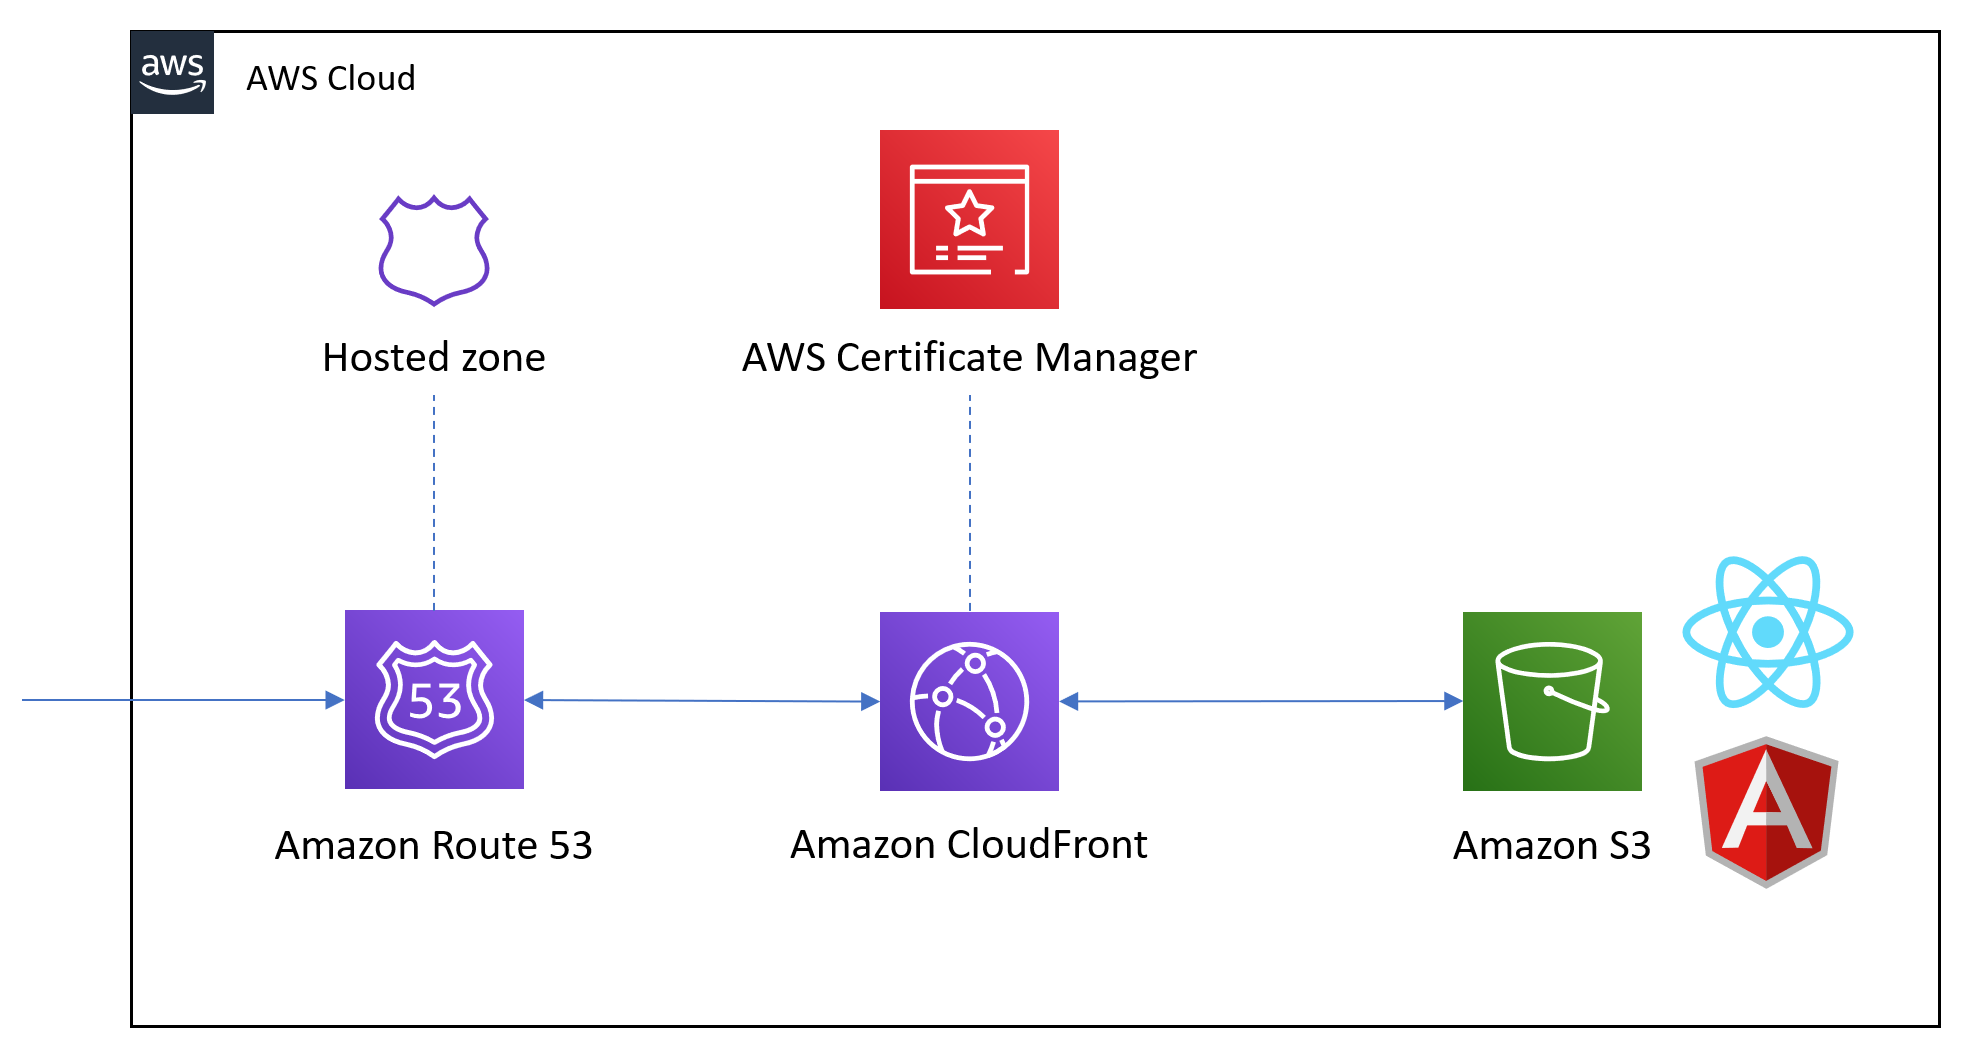 aws
AWS Cloud
Hosted zone
AWS Certificate Manager
53
Amazon Route 53
Amazon CloudFront
Amazon S3
A